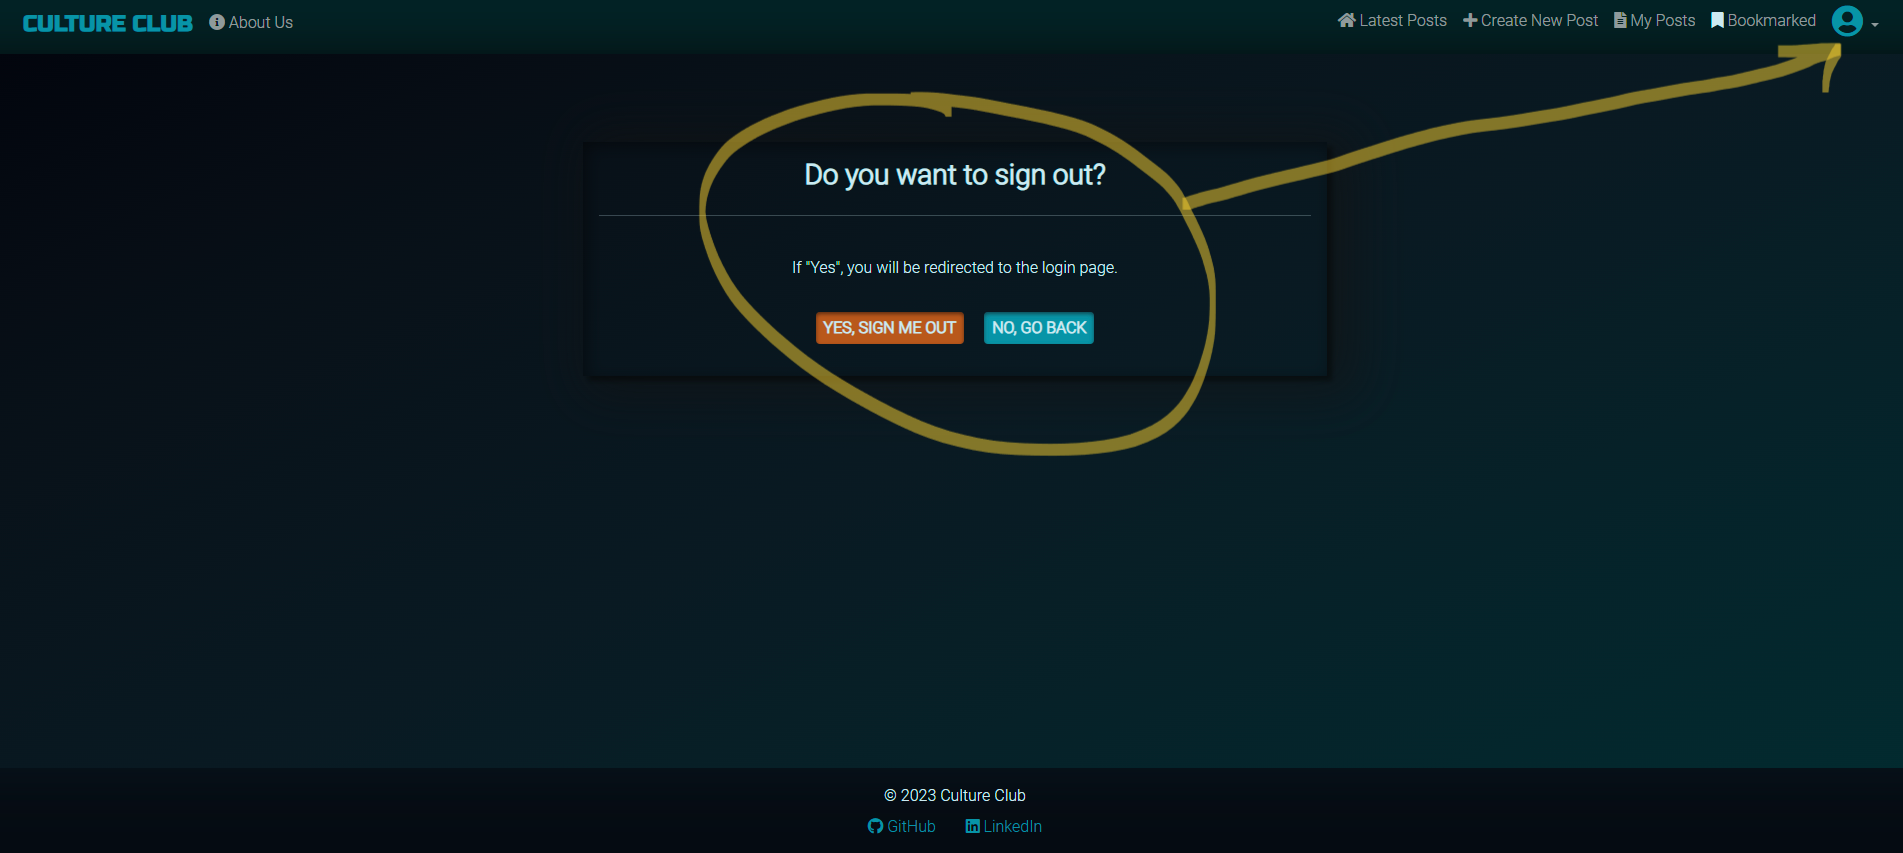 CULTURE CLUB About Us Latest Posts Create New Post My Posts Bookmarked
Do you want to sign out?
If "Yes", you will be redirected to the login page.
YES, SIGN ME OUT NO, GO BACK
© 2023 Culture Club
GitHub LinkedIn